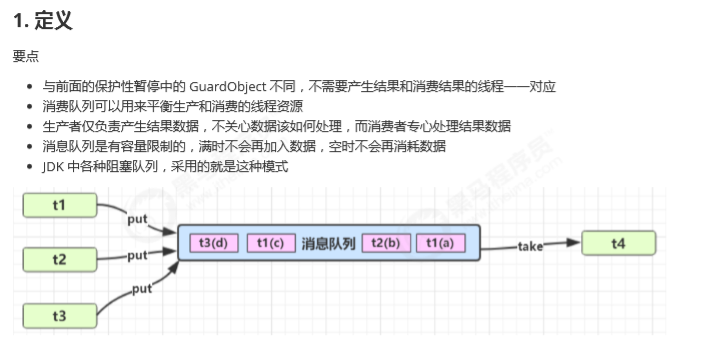 1. 定义
要点
与前面的保护性暂停中的 GuardObject 不同，不需要产生结果和消费结果的线程一一对应
消费队列可以用来平衡生产和消费的线程资源
生产者仅负责产生结果数据，不关心数据该如何处理，而消费者专心处理结果数据
消息队列是有容量限制的，满时不会再加入数据，空时不会再消耗数据
JDK 中各种阻塞队列，采用的就是这种模式
t1
put
t3(d) t1(c) 消息队列 t2(b) t1(a)
take
t4
t2
put
put
t3